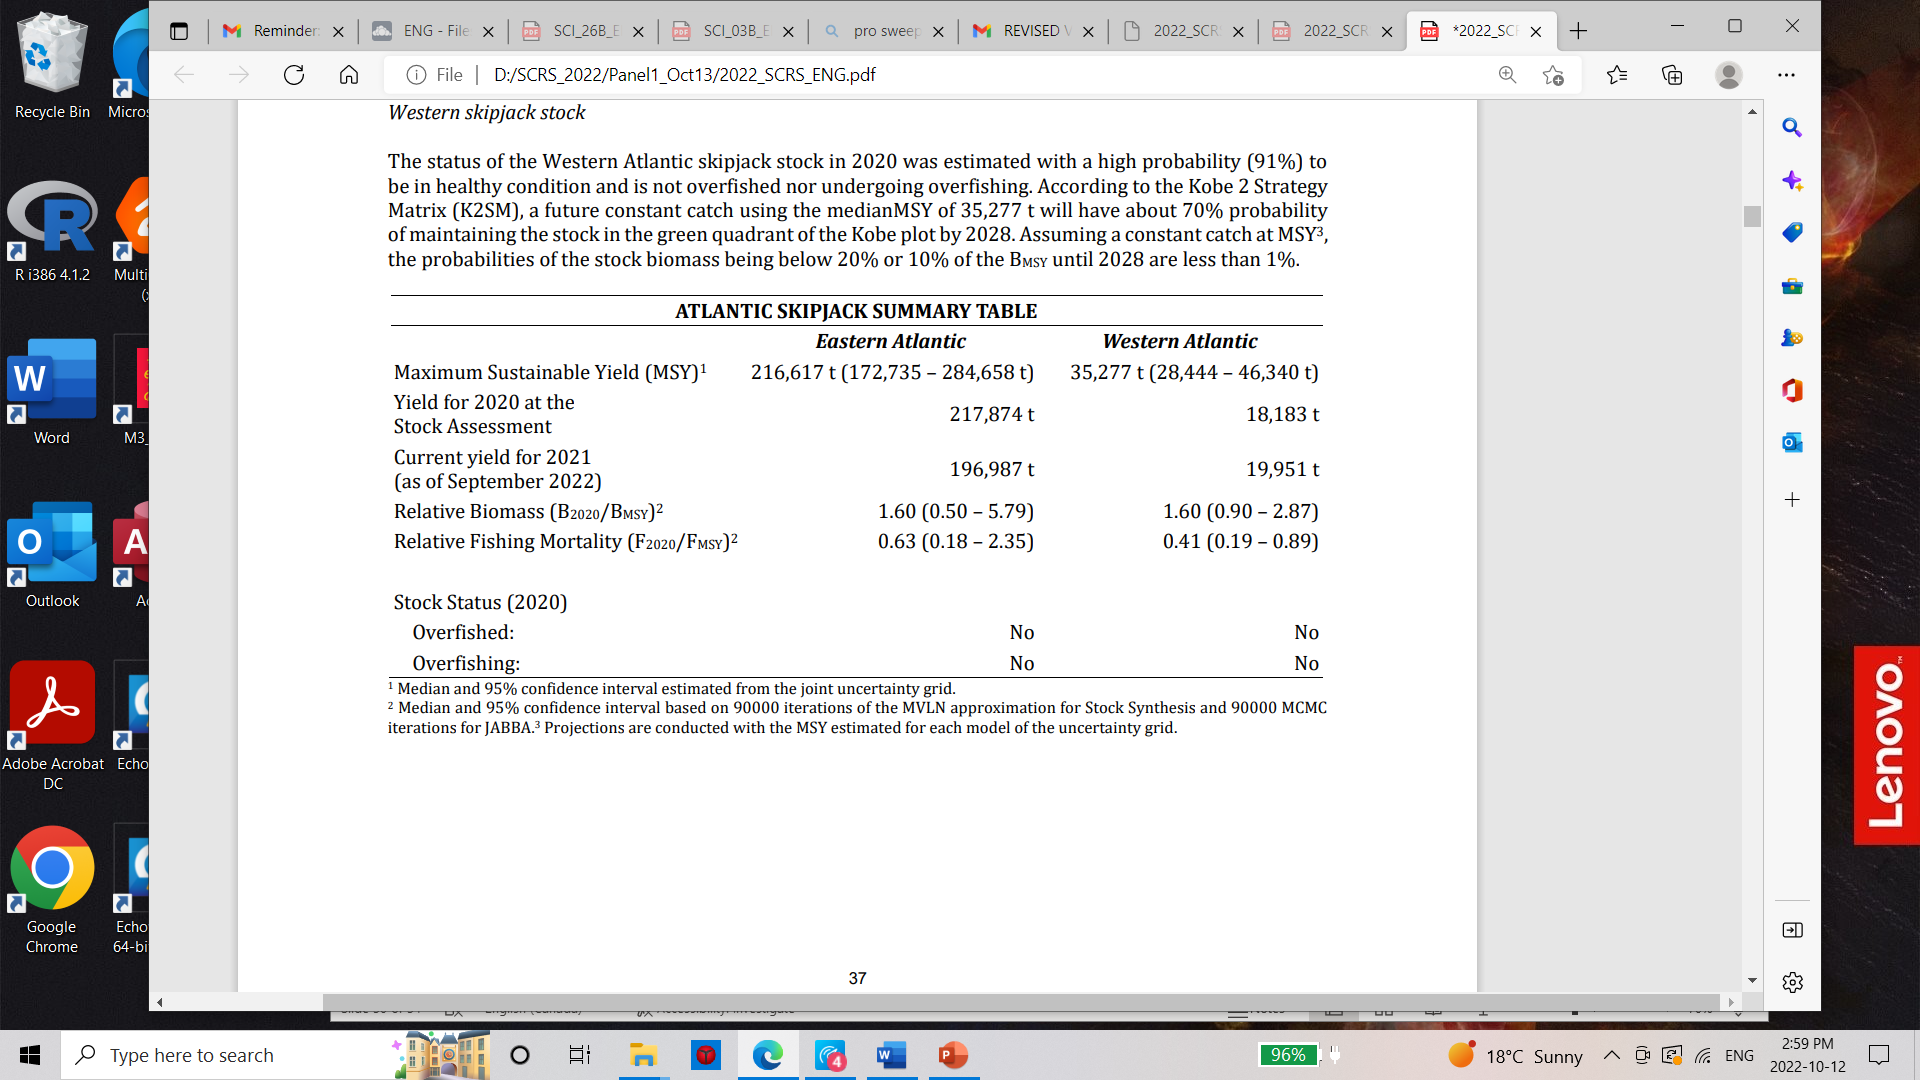 Reminder:
ENG - File
SCI_26B_E
SCI_03B_E
pro sweep
REVISED V
2022_SCR
2022_SCR
*2022_SCR
File
D:/SCRS_2022/Panel1_Oct13/2022_SCRS_ENG.pdf
Recycle Bin
Micros
R i386 4.1.2
Multi
(x
Word
M3_
Outlook
Ac
Adobe Acrobat
DC
Echo
Google
Chrome
Echo
64-bi
Western skipjack stock
The status of the Western Atlantic skipjack stock in 2020 was estimated with a high probability (91%) to
be in healthy condition and is not overfished nor undergoing overfishing. According to the Kobe 2 Strategy
Matrix (K2SM), a future constant catch using the medianMSY of 35,277 t will have about 70% probability
of maintaining the stock in the green quadrant of the Kobe plot by 2028. Assuming a constant catch at MSY³,
the probabilities of the stock biomass being below 20% or 10% of the BMSY until 2028 are less than 1%.
ATLANTIC SKIPJACK SUMMARY TABLE
Eastern Atlantic Western Atlantic
Maximum Sustainable Yield (MSY)¹ 216,617 t (172,735 – 284,658 t) 35,277 t (28,444 – 46,340 t)
Yield for 2020 at the
Stock Assessment 217,874 t 18,183 t
Current yield for 2021
(as of September 2022) 196,987 t 19,951 t
Relative Biomass (B2020/BMSY)² 1.60 (0.50 – 5.79) 1.60 (0.90 – 2.87)
Relative Fishing Mortality (F2020/FMSY)² 0.63 (0.18 – 2.35) 0.41 (0.19 – 0.89)
Stock Status (2020)
Overfished: No No
Overfishing: No No
¹ Median and 95% confidence interval estimated from the joint uncertainty grid.
² Median and 95% confidence interval based on 90000 iterations of the MVLN approximation for Stock Synthesis and 90000 MCMC
iterations for JABBA.³ Projections are conducted with the MSY estimated for each model of the uncertainty grid.
37
Lenovo
Type here to search
4
96%
18°C Sunny
ENG
2:59 PM
2022-10-12